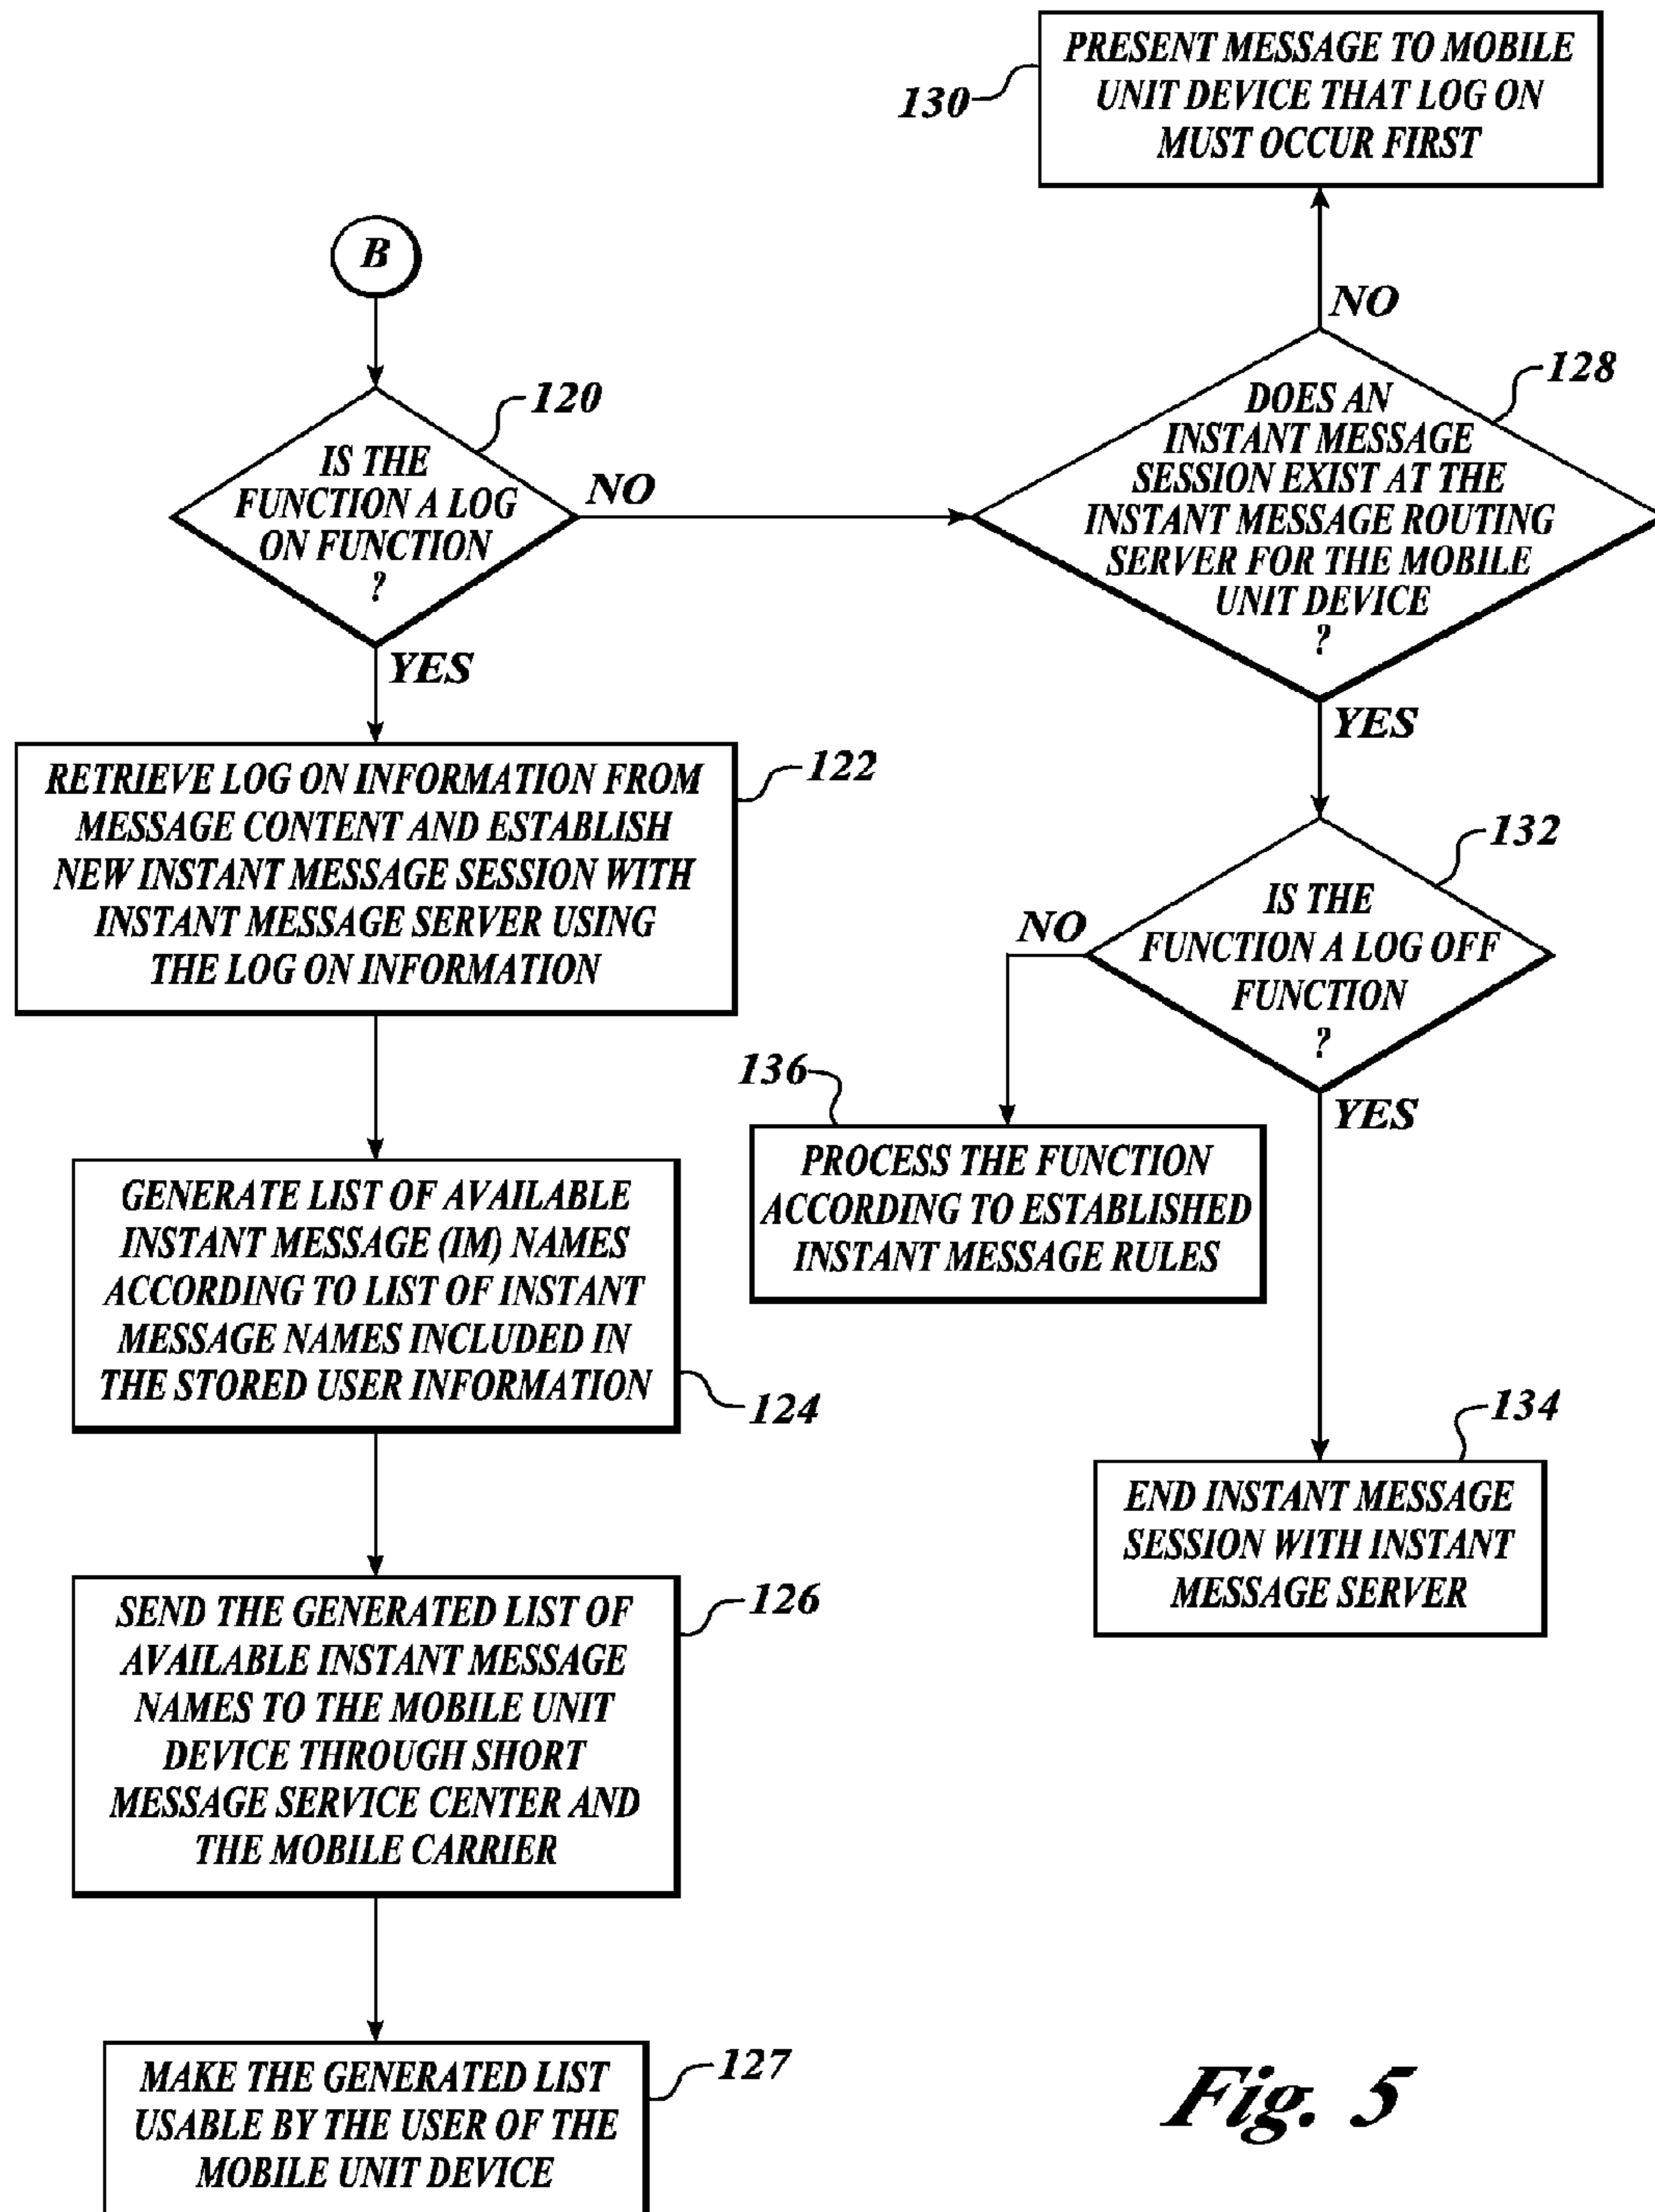 B
120
IS THE
FUNCTION A LOG
ON FUNCTION
?
NO
YES
122
RETRIEVE LOG ON INFORMATION FROM
MESSAGE CONTENT AND ESTABLISH
NEW INSTANT MESSAGE SESSION WITH
INSTANT MESSAGE SERVER USING
THE LOG ON INFORMATION
GENERATE LIST OF AVAILABLE
INSTANT MESSAGE (IM) NAMES
ACCORDING TO LIST OF INSTANT
MESSAGE NAMES INCLUDED IN
THE STORED USER INFORMATION
124
126
SEND THE GENERATED LIST OF
AVAILABLE INSTANT MESSAGE
NAMES TO THE MOBILE UNIT
DEVICE THROUGH SHORT
MESSAGE SERVICE CENTER AND
THE MOBILE CARRIER
127
MAKE THE GENERATED LIST
USABLE BY THE USER OF THE
MOBILE UNIT DEVICE
130
PRESENT MESSAGE TO MOBILE
UNIT DEVICE THAT LOG ON
MUST OCCUR FIRST
NO
128
DOES AN
INSTANT MESSAGE
SESSION EXIST AT THE
INSTANT MESSAGE ROUTING
SERVER FOR THE MOBILE
UNIT DEVICE
?
YES
132
IS THE
FUNCTION A LOG OFF
FUNCTION
?
NO
YES
136
PROCESS THE FUNCTION
ACCORDING TO ESTABLISHED
INSTANT MESSAGE RULES
134
END INSTANT MESSAGE
SESSION WITH INSTANT
MESSAGE SERVER
Fig. 5